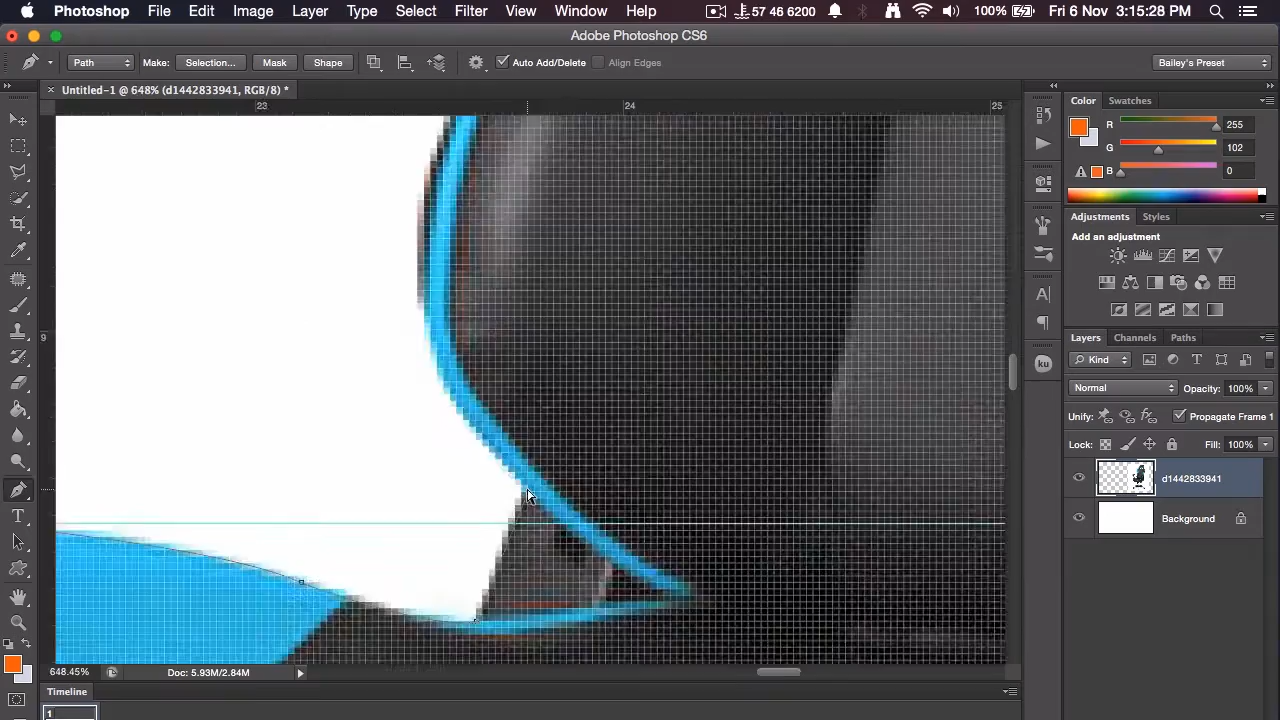 Photoshop File Edit Image Layer Type Select Filter View Window Help 57 46 6200 100% Fri 6 Nov 3:15:28 PM
Adobe Photoshop CS6
Path Make: Selection... Mask Shape Auto Add/Delete Align Edges Bailey's Preset
Untitled-1 @ 648% (d1442833941, RGB/8) *
23 24 25
9
Color Swatches
R 255
G 102
B 0
Adjustments Styles
Add an adjustment
Layers Channels Paths
Kind
Normal Opacity: 100%
Unify: Propagate Frame 1
Lock: Fill: 100%
d1442833941
Background
ku
648.45% Doc: 5.93M/2.84M
Timeline
1